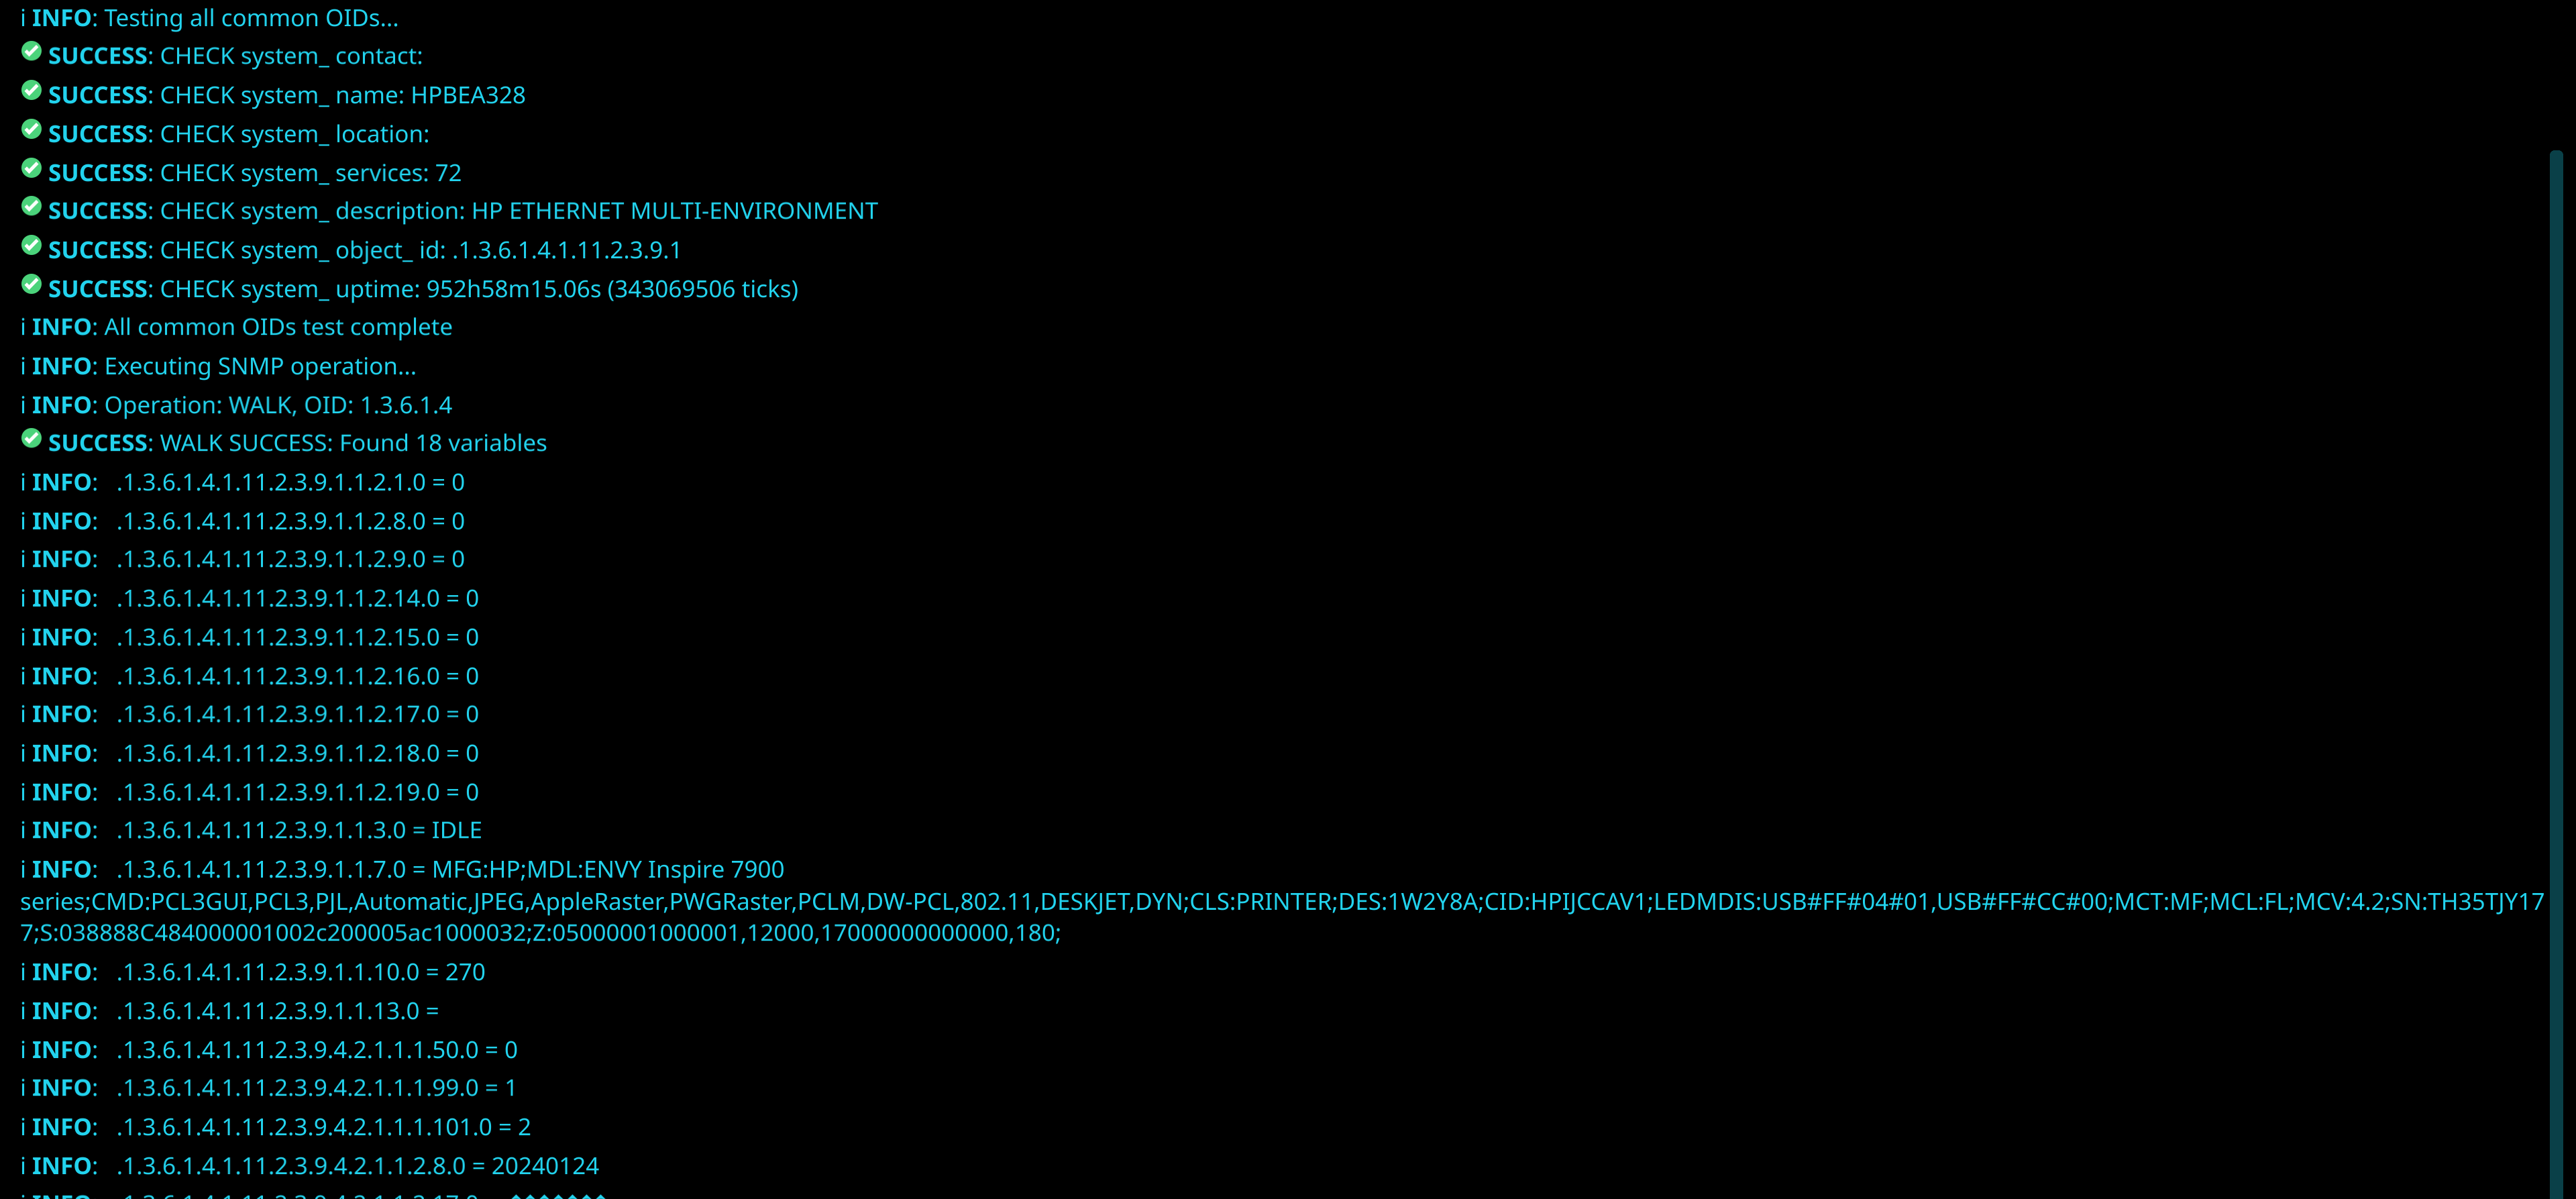 i INFO: Testing all common OIDs...
SUCCESS: CHECK system_ contact:
SUCCESS: CHECK system_ name: HPBEA328
SUCCESS: CHECK system_ location:
SUCCESS: CHECK system_ services: 72
SUCCESS: CHECK system_ description: HP ETHERNET MULTI-ENVIRONMENT
SUCCESS: CHECK system_ object_ id: .1.3.6.1.4.1.11.2.3.9.1
SUCCESS: CHECK system_ uptime: 952h58m15.06s (343069506 ticks)
i INFO: All common OIDs test complete
i INFO: Executing SNMP operation...
i INFO: Operation: WALK, OID: 1.3.6.1.4
SUCCESS: WALK SUCCESS: Found 18 variables
i INFO: .1.3.6.1.4.1.11.2.3.9.1.1.2.1.0 = 0
i INFO: .1.3.6.1.4.1.11.2.3.9.1.1.2.8.0 = 0
i INFO: .1.3.6.1.4.1.11.2.3.9.1.1.2.9.0 = 0
i INFO: .1.3.6.1.4.1.11.2.3.9.1.1.2.14.0 = 0
i INFO: .1.3.6.1.4.1.11.2.3.9.1.1.2.15.0 = 0
i INFO: .1.3.6.1.4.1.11.2.3.9.1.1.2.16.0 = 0
i INFO: .1.3.6.1.4.1.11.2.3.9.1.1.2.17.0 = 0
i INFO: .1.3.6.1.4.1.11.2.3.9.1.1.2.18.0 = 0
i INFO: .1.3.6.1.4.1.11.2.3.9.1.1.2.19.0 = 0
i INFO: .1.3.6.1.4.1.11.2.3.9.1.1.3.0 = IDLE
i INFO: .1.3.6.1.4.1.11.2.3.9.1.1.7.0 = MFG:HP;MDL:ENVY Inspire 7900
series;CMD:PCL3GUI,PCL3,PJL,Automatic,JPEG,AppleRaster,PWGRaster,PCLM,DW-PCL,802.11,DESKJET,DYN;CLS:PRINTER;DES:1W2Y8A;CID:HPIJCCAV1;LEDMDIS:USB#FF#04#01,USB#FF#CC#00;MCT:MF;MCL:FL;MCV:4.2;SN:TH35TJY17
7;S:038888C484000001002c200005ac1000032;Z:05000001000001,12000,17000000000000,180;
i INFO: .1.3.6.1.4.1.11.2.3.9.1.1.10.0 = 270
i INFO: .1.3.6.1.4.1.11.2.3.9.1.1.13.0 =
i INFO: .1.3.6.1.4.1.11.2.3.9.4.2.1.1.1.50.0 = 0
i INFO: .1.3.6.1.4.1.11.2.3.9.4.2.1.1.1.99.0 = 1
i INFO: .1.3.6.1.4.1.11.2.3.9.4.2.1.1.1.101.0 = 2
i INFO: .1.3.6.1.4.1.11.2.3.9.4.2.1.1.2.8.0 = 20240124